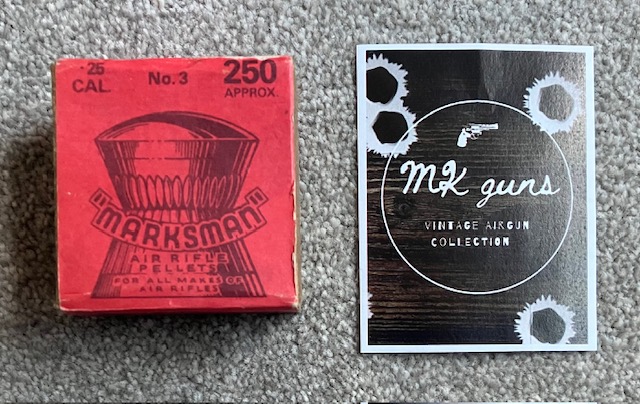 .25 No. 3 250
CAL. APPROX.
"MARKSMAN"
AIR RIFLE
PELLETS
FOR ALL MAKES OF
AIR RIFLES
MK guns
VINTAGE AIRGUN
COLLECTION